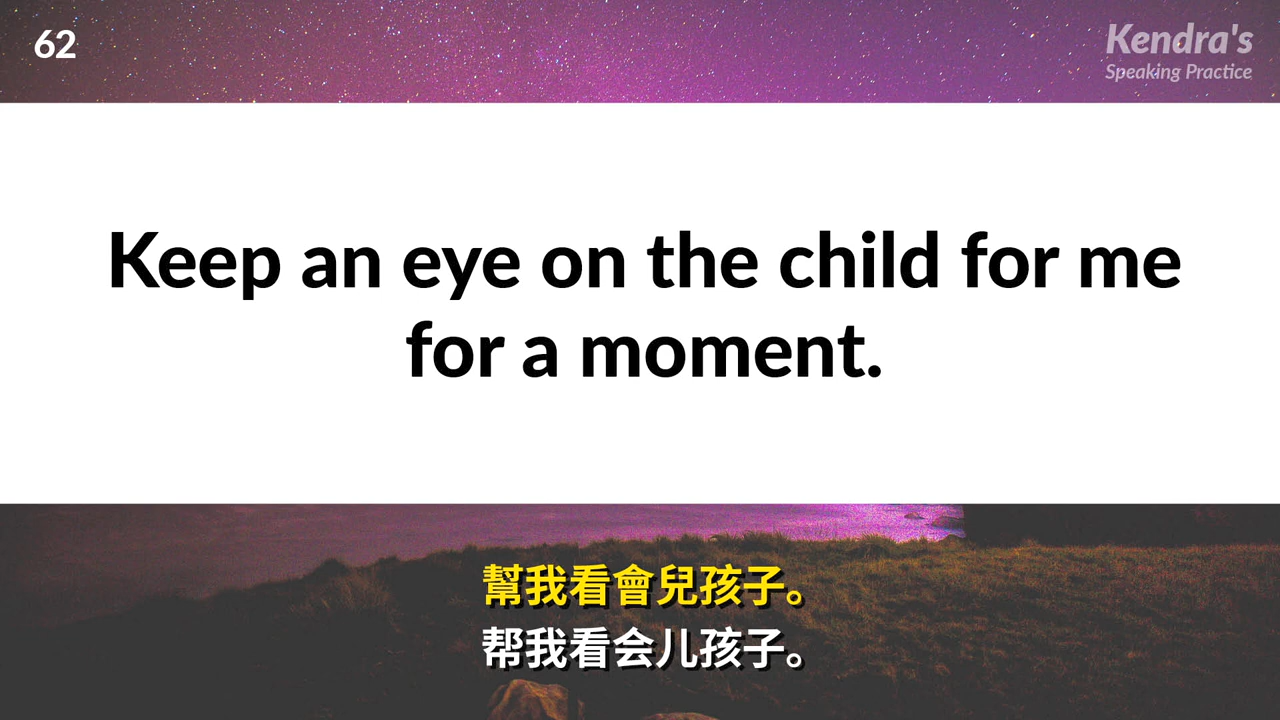 62
Kendra's
Speaking Practice
Keep an eye on the child for me
for a moment.
幫我看會兒孩子。
帮我看会儿孩子。